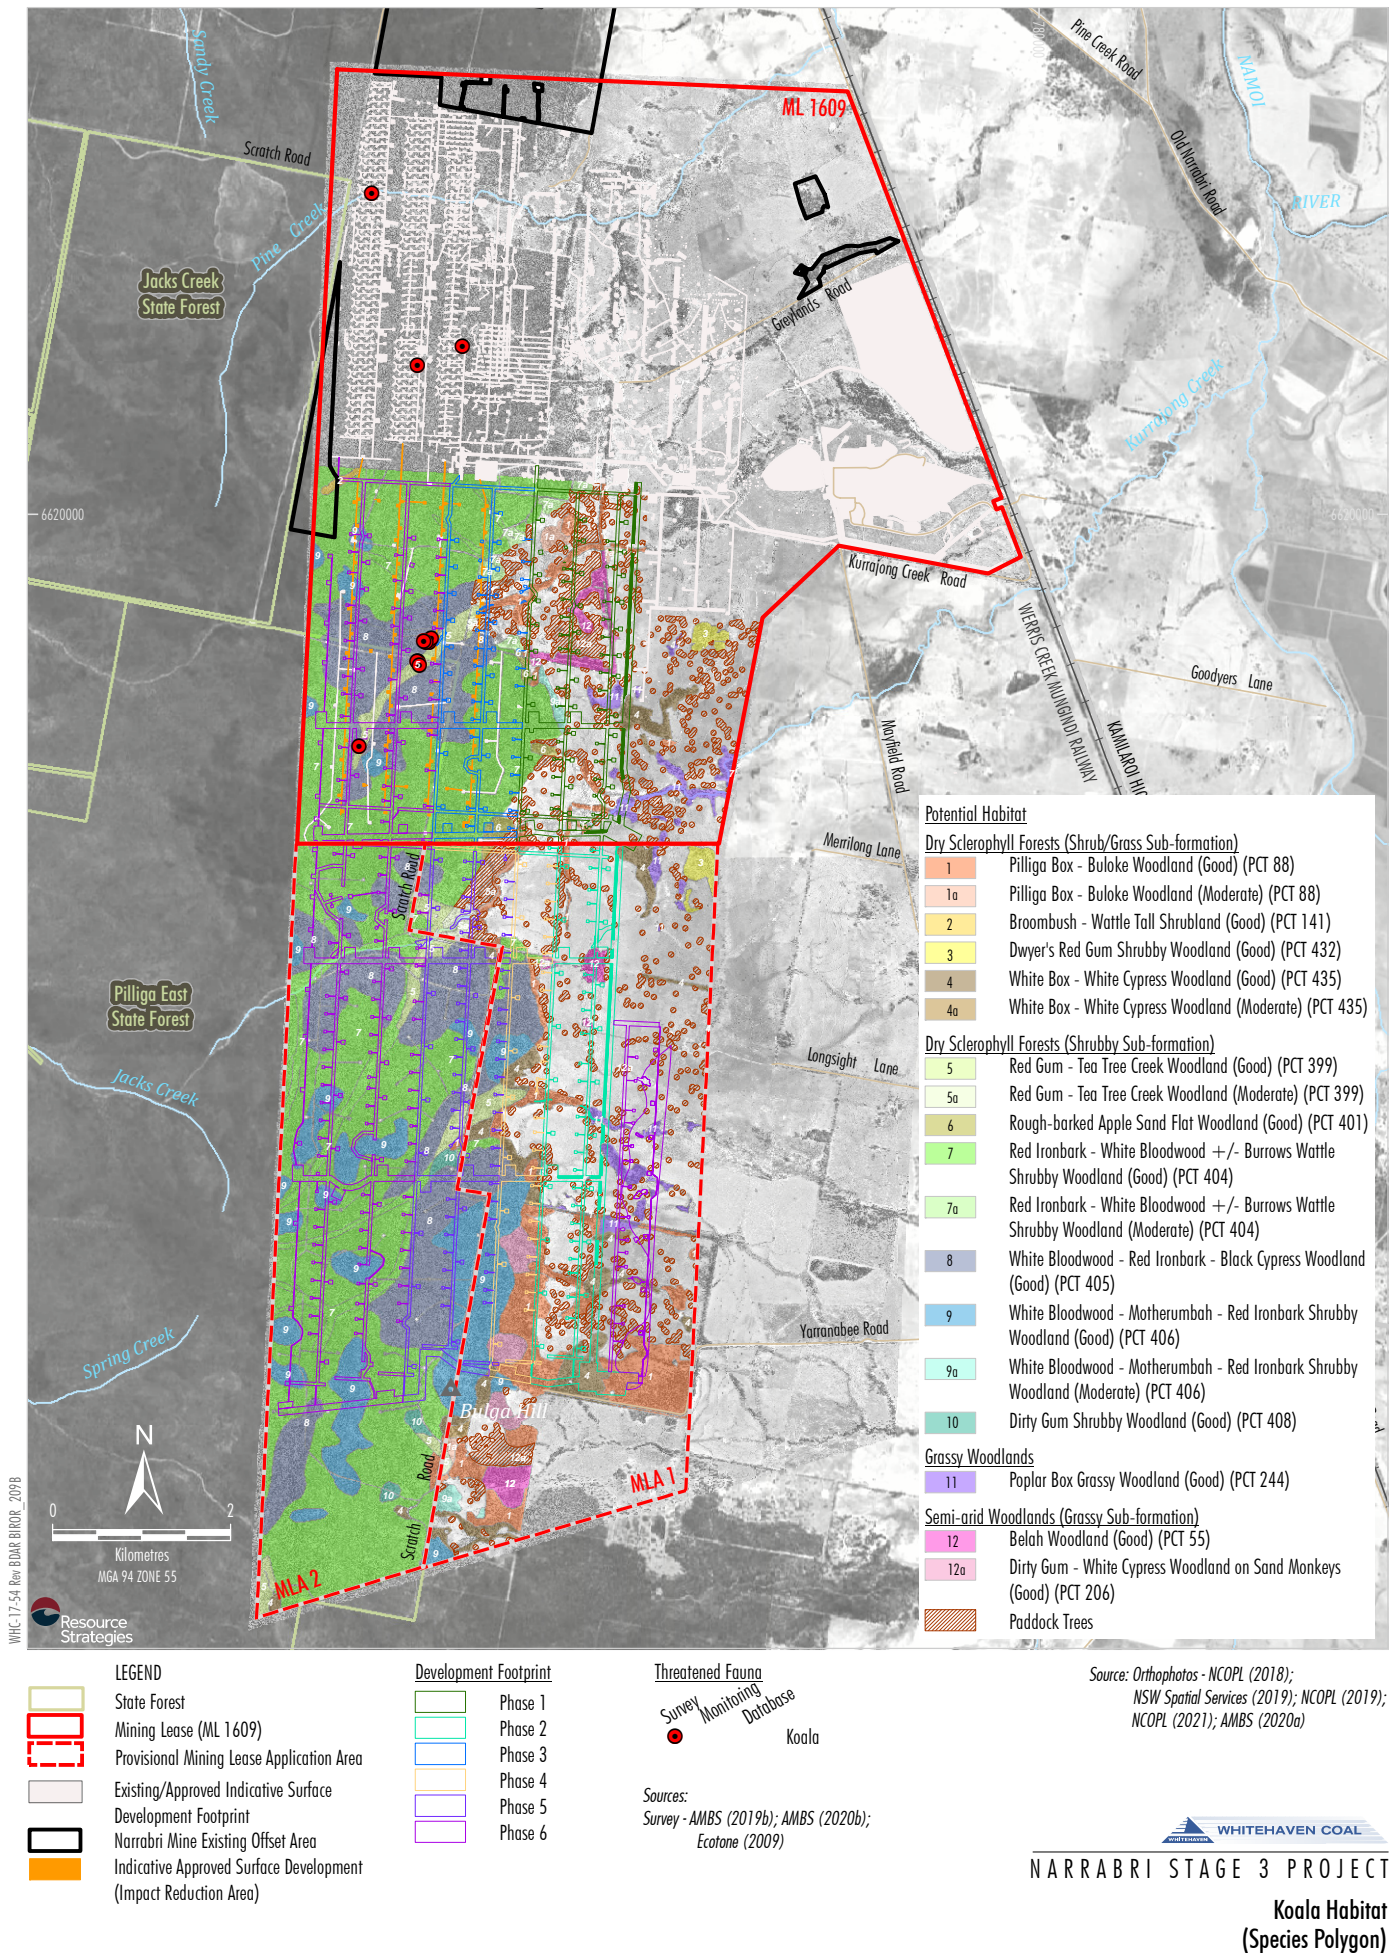 Sandy Creek
Scratch Road
Pine Creek
Jacks Creek
State Forest
ML 1609
Pine Creek Road
NAMOI
Old Narrabri Road
RIVER
Greylands Road
Kurrajong Creek
6620000
Kurrajong Creek Road
WERRIS CREEK MUNGINDI RAILWAY
Goodyers Lane
Mayfield Road
Merrilong Lane
Scratch Road
Pilliga East
State Forest
Longsight Lane
Jacks Creek
Yarranabee Road
Spring Creek
Bulga Hill
Scratch Road
MLA 1
MLA 2
N
0 2
Kilometres
MGA 94 ZONE 55
WHC-17-54 Rev BDAR BIROR_209B
Resource
Strategies
Potential Habitat
Dry Sclerophyll Forests (Shrub/Grass Sub-formation)
1 Pilliga Box - Buloke Woodland (Good) (PCT 88)
1a Pilliga Box - Buloke Woodland (Moderate) (PCT 88)
2 Broombush - Wattle Tall Shrubland (Good) (PCT 141)
3 Dwyer's Red Gum Shrubby Woodland (Good) (PCT 432)
4 White Box - White Cypress Woodland (Good) (PCT 435)
4a White Box - White Cypress Woodland (Moderate) (PCT 435)
Dry Sclerophyll Forests (Shrubby Sub-formation)
5 Red Gum - Tea Tree Creek Woodland (Good) (PCT 399)
5a Red Gum - Tea Tree Creek Woodland (Moderate) (PCT 399)
6 Rough-barked Apple Sand Flat Woodland (Good) (PCT 401)
7 Red Ironbark - White Bloodwood +/- Burrows Wattle
Shrubby Woodland (Good) (PCT 404)
7a Red Ironbark - White Bloodwood +/- Burrows Wattle
Shrubby Woodland (Moderate) (PCT 404)
8 White Bloodwood - Red Ironbark - Black Cypress Woodland
(Good) (PCT 405)
9 White Bloodwood - Motherumbah - Red Ironbark Shrubby
Woodland (Good) (PCT 406)
9a White Bloodwood - Motherumbah - Red Ironbark Shrubby
Woodland (Moderate) (PCT 406)
10 Dirty Gum Shrubby Woodland (Good) (PCT 408)
Grassy Woodlands
11 Poplar Box Grassy Woodland (Good) (PCT 244)
Semi-arid Woodlands (Grassy Sub-formation)
12 Belah Woodland (Good) (PCT 55)
12a Dirty Gum - White Cypress Woodland on Sand Monkeys
(Good) (PCT 206)
Paddock Trees
LEGEND
State Forest
Mining Lease (ML 1609)
Provisional Mining Lease Application Area
Existing/Approved Indicative Surface
Development Footprint
Narrabri Mine Existing Offset Area
Indicative Approved Surface Development
(Impact Reduction Area)
Development Footprint
Phase 1
Phase 2
Phase 3
Phase 4
Phase 5
Phase 6
Threatened Fauna
Survey
Monitoring
Database
Koala
Sources:
Survey - AMBS (2019b); AMBS (2020b);
Ecotone (2009)
Source: Orthophotos - NCOPL (2018);
NSW Spatial Services (2019); NCOPL (2019);
NCOPL (2021); AMBS (2020a)
WHITEHAVEN
WHITEHAVEN COAL
NARRABRI STAGE 3 PROJECT
Koala Habitat
(Species Polygon)